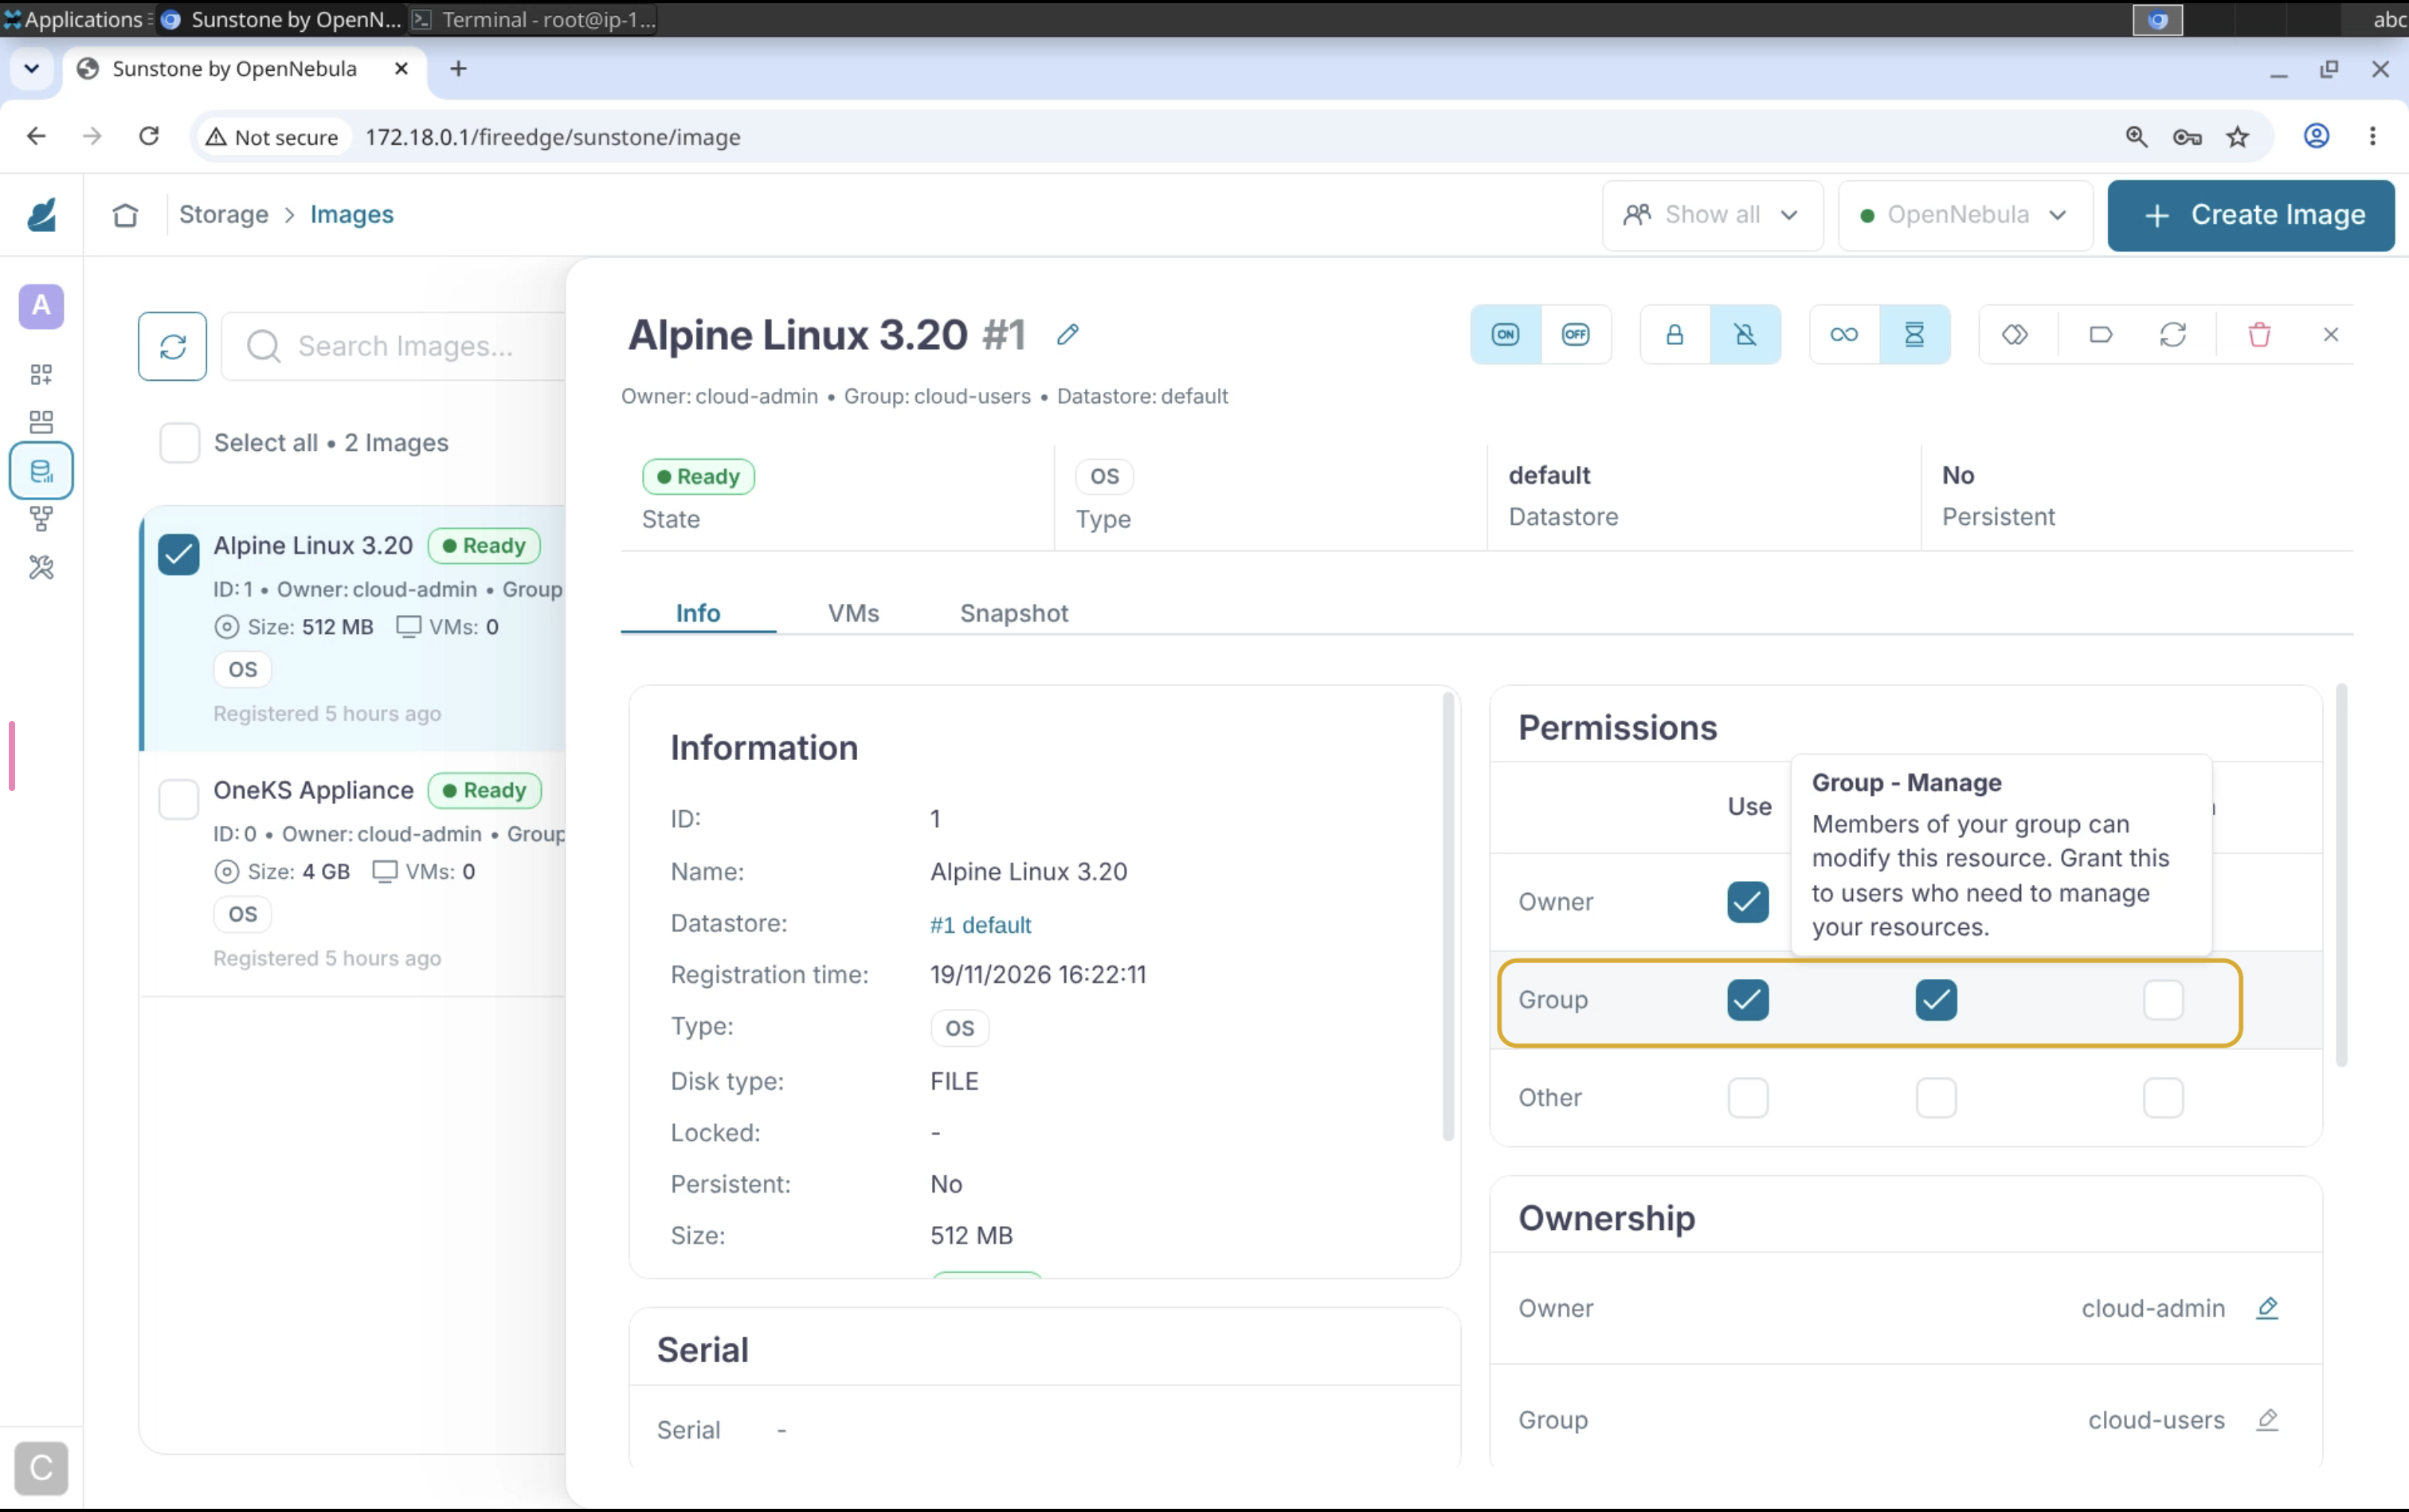 Applications
Sunstone by OpenN...
Terminal - root@ip-1...
abc
Sunstone by OpenNebula
Not secure
172.18.0.1/fireedge/sunstone/image
Storage > Images
Show all
OpenNebula
+ Create Image
A
Search Images...
Select all • 2 Images
Alpine Linux 3.20 Ready
ID: 1 • Owner: cloud-admin • Group
Size: 512 MB VMs: 0
OS
Registered 5 hours ago
OneKS Appliance Ready
ID: 0 • Owner: cloud-admin • Group
Size: 4 GB VMs: 0
OS
Registered 5 hours ago
C
Alpine Linux 3.20 #1
ON OFF
Owner: cloud-admin • Group: cloud-users • Datastore: default
Ready
State
OS
Type
default
Datastore
No
Persistent
Info VMs Snapshot
Information
ID: 1
Name: Alpine Linux 3.20
Datastore: #1 default
Registration time: 19/11/2026 16:22:11
Type: OS
Disk type: FILE
Locked: -
Persistent: No
Size: 512 MB
Serial
Serial -
Permissions
Use
Group - Manage
Members of your group can
modify this resource. Grant this
to users who need to manage
your resources.
Owner
Group
Other
Ownership
Owner cloud-admin
Group cloud-users